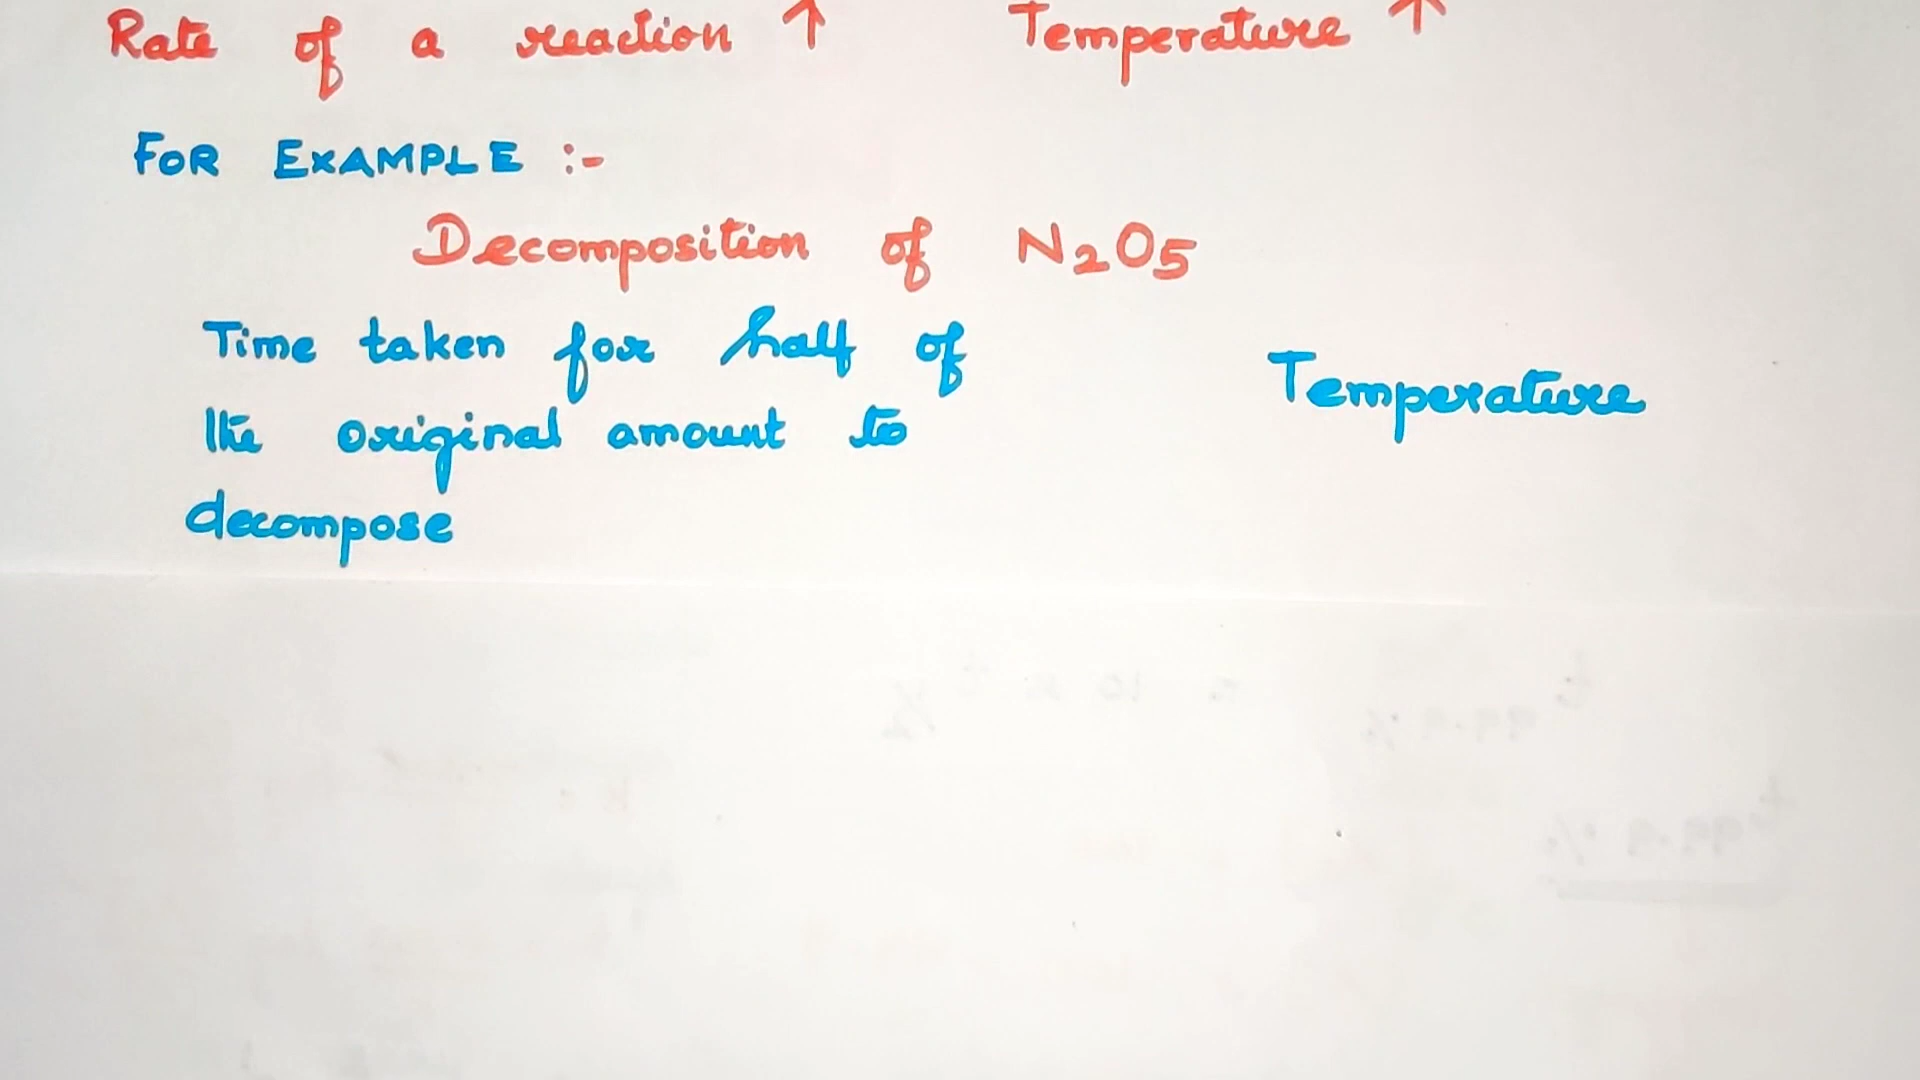 Rate of a reaction ↑ Temperature ↑
FOR EXAMPLE :-
Decomposition of N2O5
Time taken for half of
the original amount to
decompose
Temperature